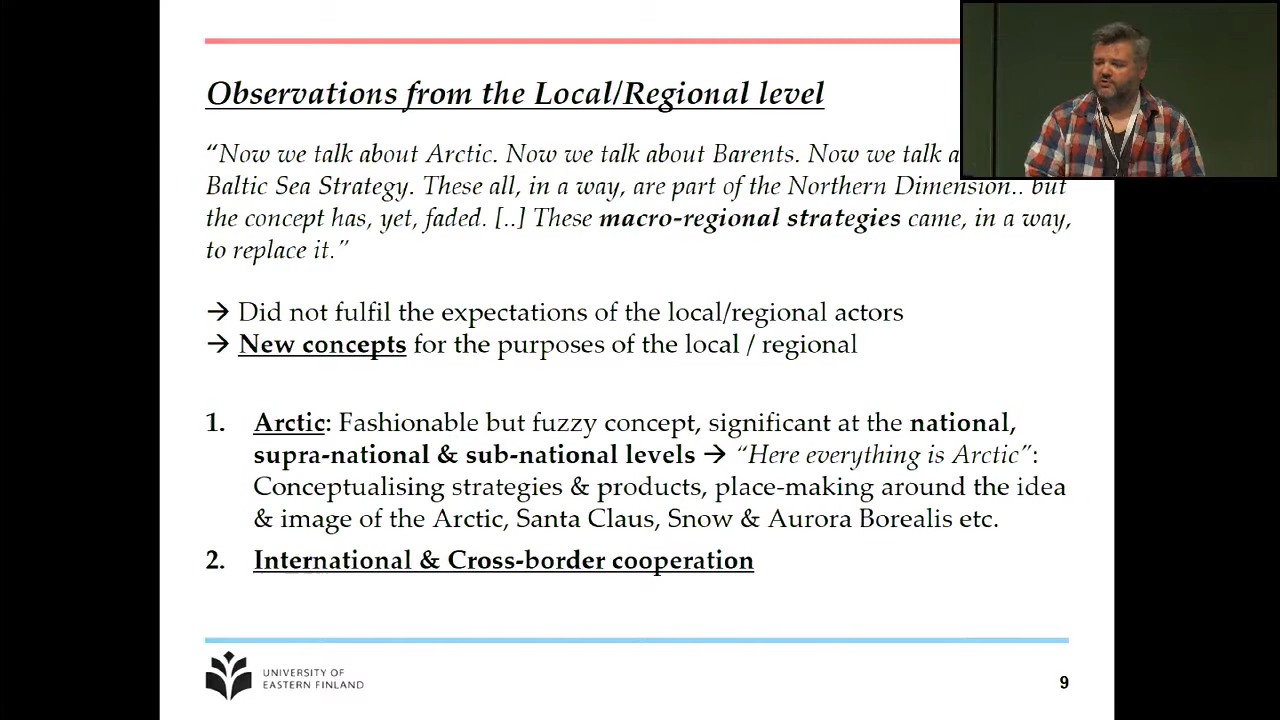 Observations from the Local/Regional level
“Now we talk about Arctic. Now we talk about Barents. Now we talk a
Baltic Sea Strategy. These all, in a way, are part of the Northern Dimension.. but
the concept has, yet, faded. [..] These macro-regional strategies came, in a way,
to replace it.”
→ Did not fulfil the expectations of the local/regional actors
→ New concepts for the purposes of the local / regional
1. Arctic: Fashionable but fuzzy concept, significant at the national,
supra-national & sub-national levels → “Here everything is Arctic”:
Conceptualising strategies & products, place-making around the idea
& image of the Arctic, Santa Claus, Snow & Aurora Borealis etc.
2. International & Cross-border cooperation
UNIVERSITY OF
EASTERN FINLAND
9